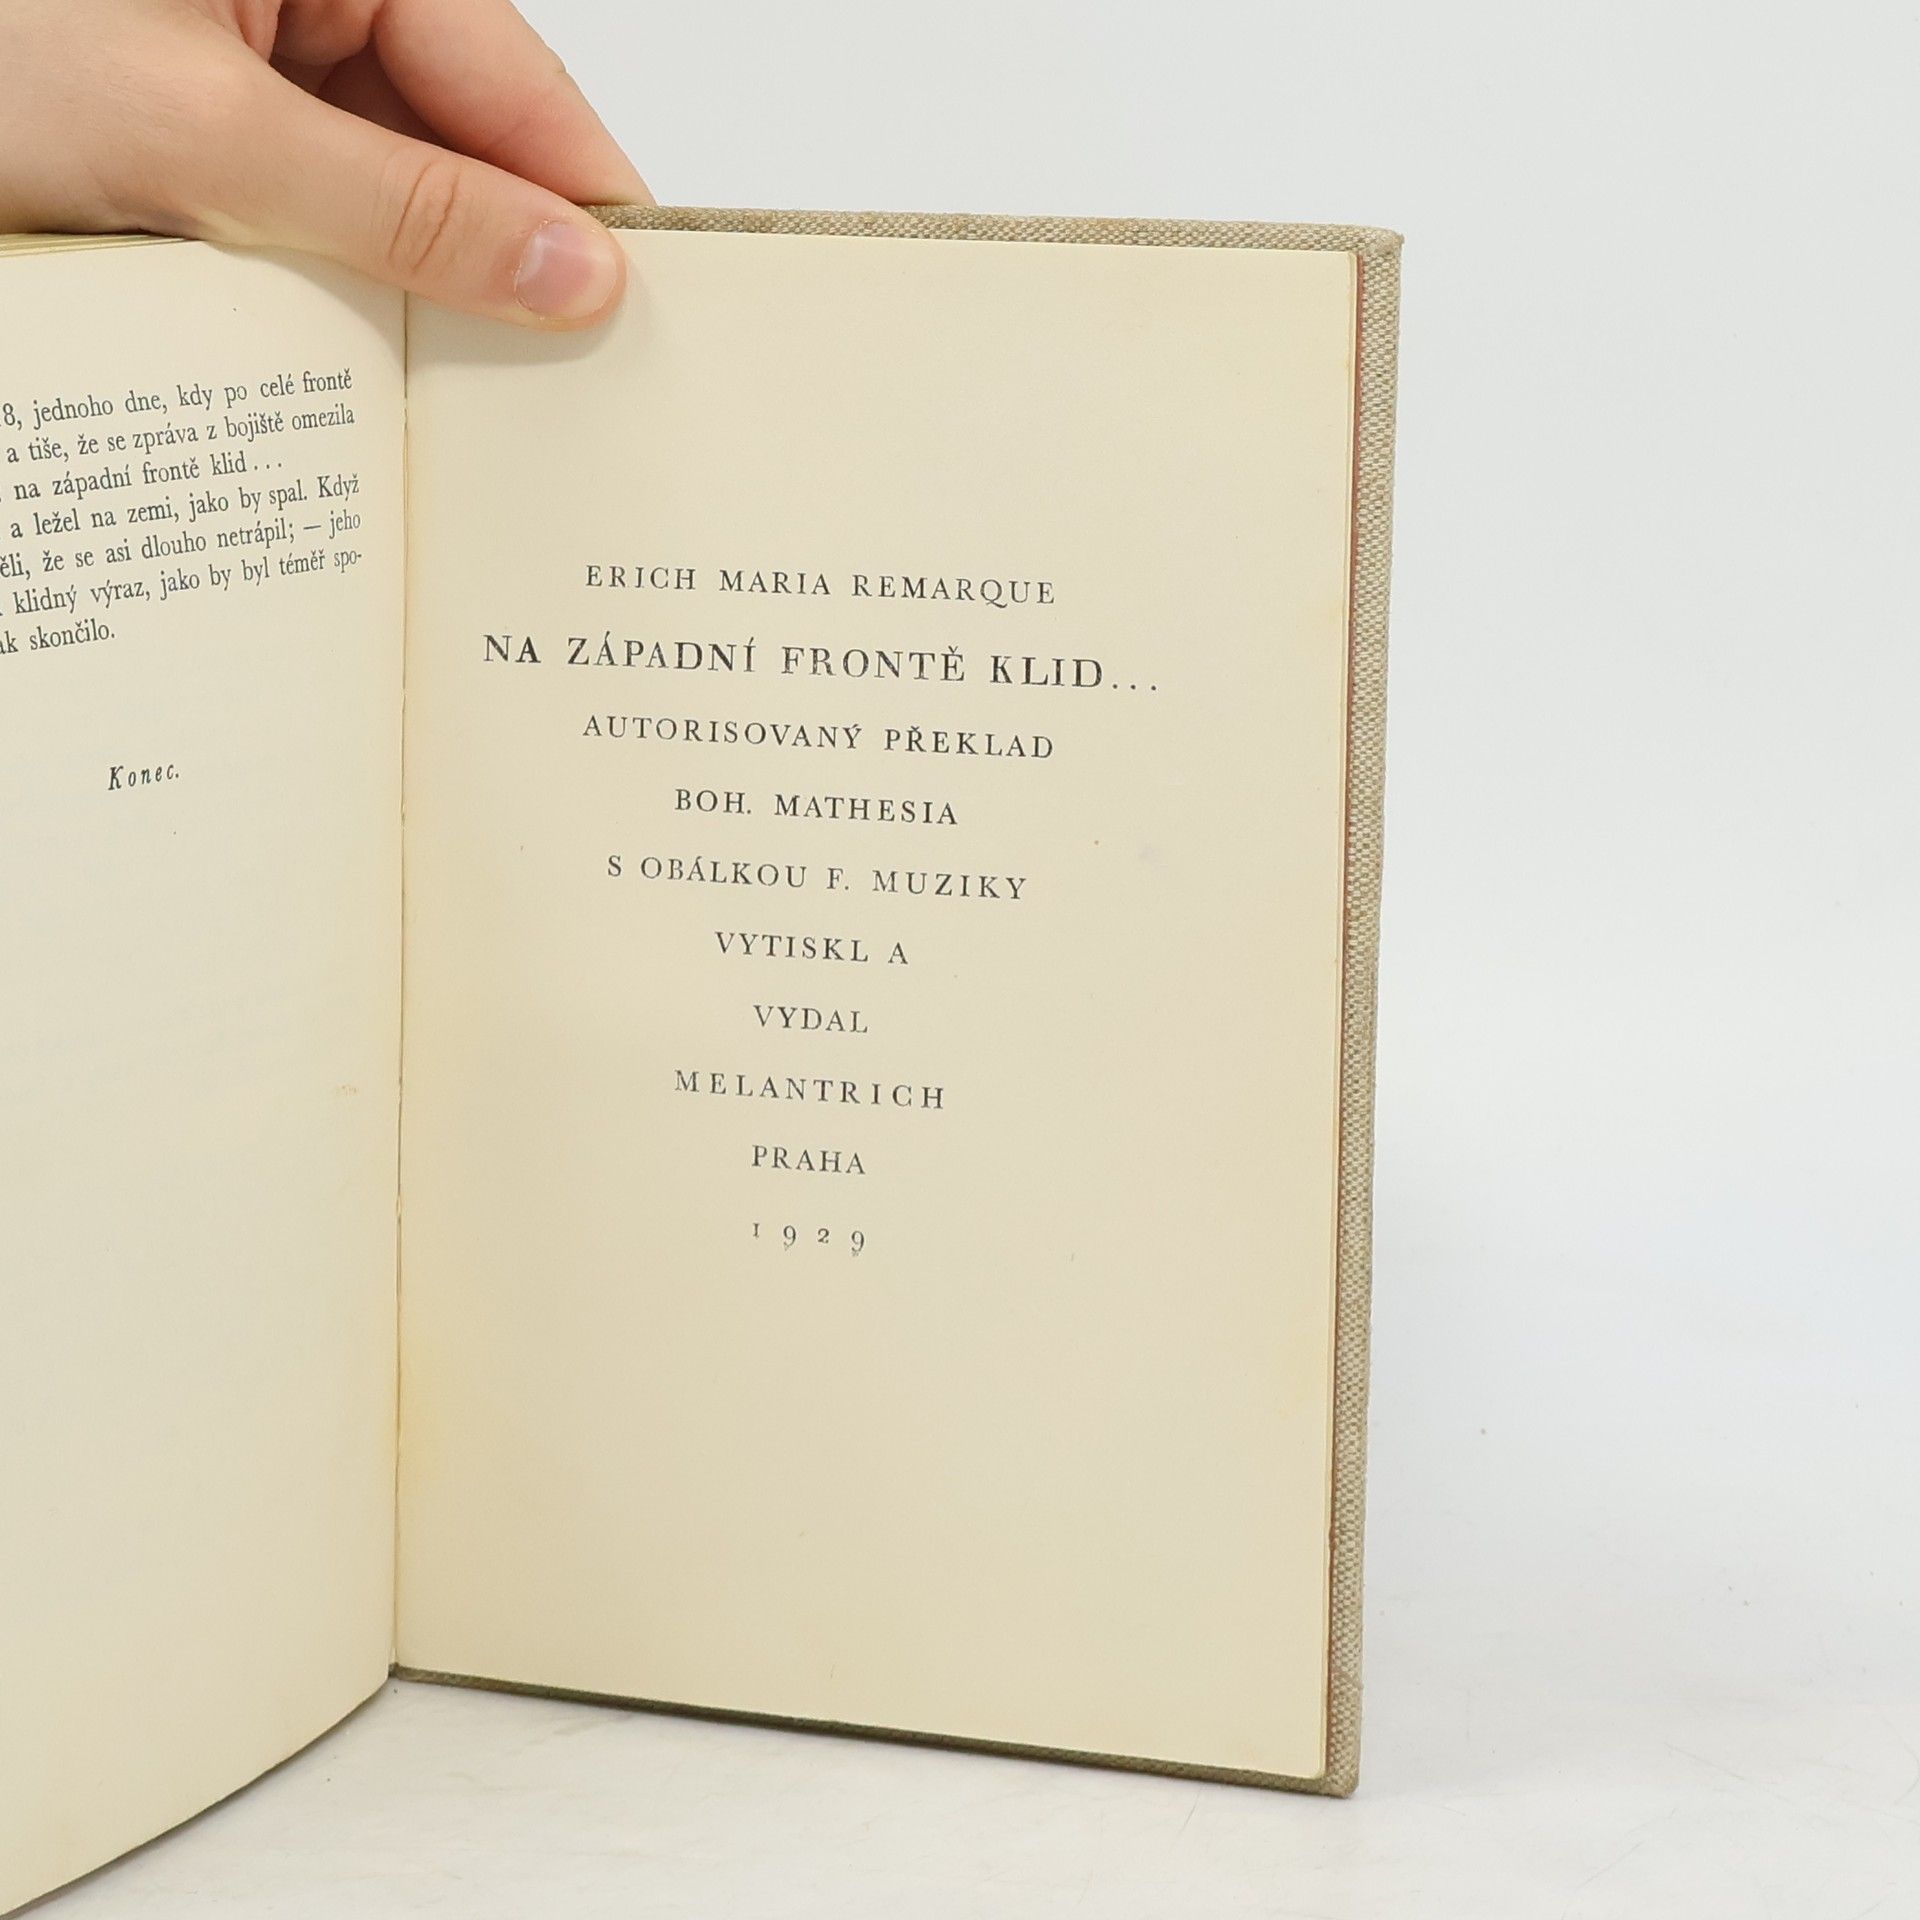 8, jednoho dne, kdy po celé frontě
a tiše, že se zpráva z bojiště omezila
na západní frontě klid...
a ležel na zemi, jako by spal. Když
ěli, že se asi dlouho netrápil; — jeho
klidný výraz, jako by byl téměř spo-
ak skončilo.
Konec.
ERICH MARIA REMARQUE
NA ZÁPADNÍ FRONTĚ KLID...
AUTORISOVANÝ PŘEKLAD
BOH. MATHESIA
S OBÁLKOU F. MUZIKY
VYTISKL A
VYDAL
MELANTRICH
PRAHA
1929